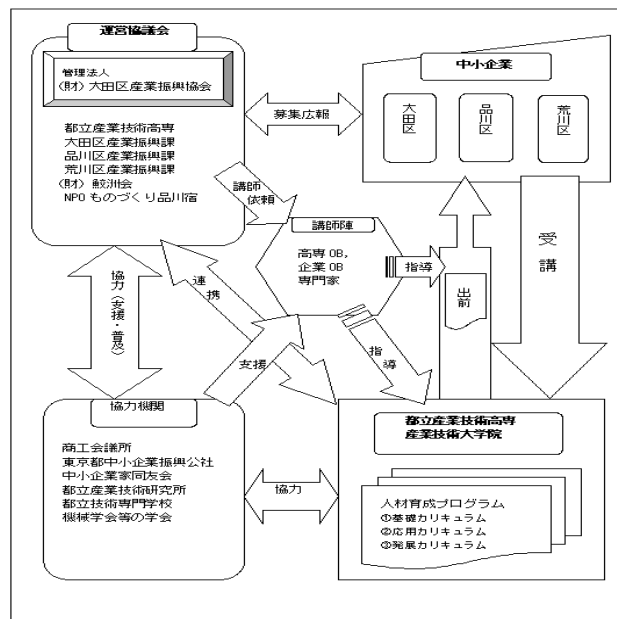 運営協議会
管理法人
(財)大田区産業振興協会
都立産業技術高専
大田区産業振興課
品川区産業振興課
荒川区産業振興課
(財)鮫洲会
NPOものづくり品川宿
募集広報
中小企業
大田区
品川区
荒川区
講師
依頼
講師陣
高専OB,
企業OB
専門家
指導
出前
受講
協力(支援・普及)
連携
支援
指導
協力機関
商工会議所
東京都中小企業振興公社
中小企業家同友会
都立産業技術研究所
都立技術専門学校
機械学会等の学会
協力
都立産業技術高専
産業技術大学院
人材育成プログラム
①基礎カリキュラム
②応用カリキュラム
③発展カリキュラム